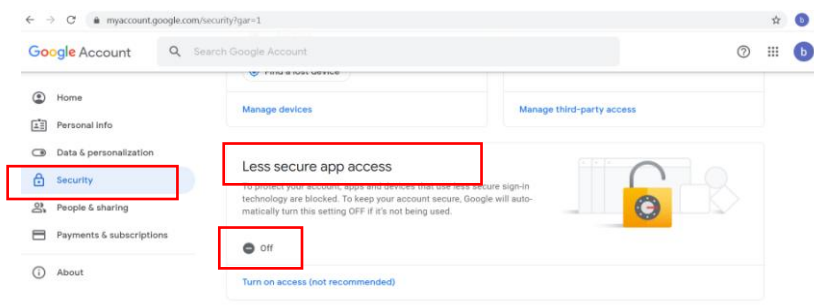 myaccount.google.com/security?gar=1
b
Google Account
Search Google Account
b
Find a lost device
Home
Manage devices
Manage third-party access
Personal info
Data & personalization
Less secure app access
Security
To protect your account, apps and devices that use less secure sign-in
technology are blocked. To keep your account secure, Google will auto-
matically turn this setting OFF if it's not being used.
People & sharing
Payments & subscriptions
Off
About
Turn on access (not recommended)